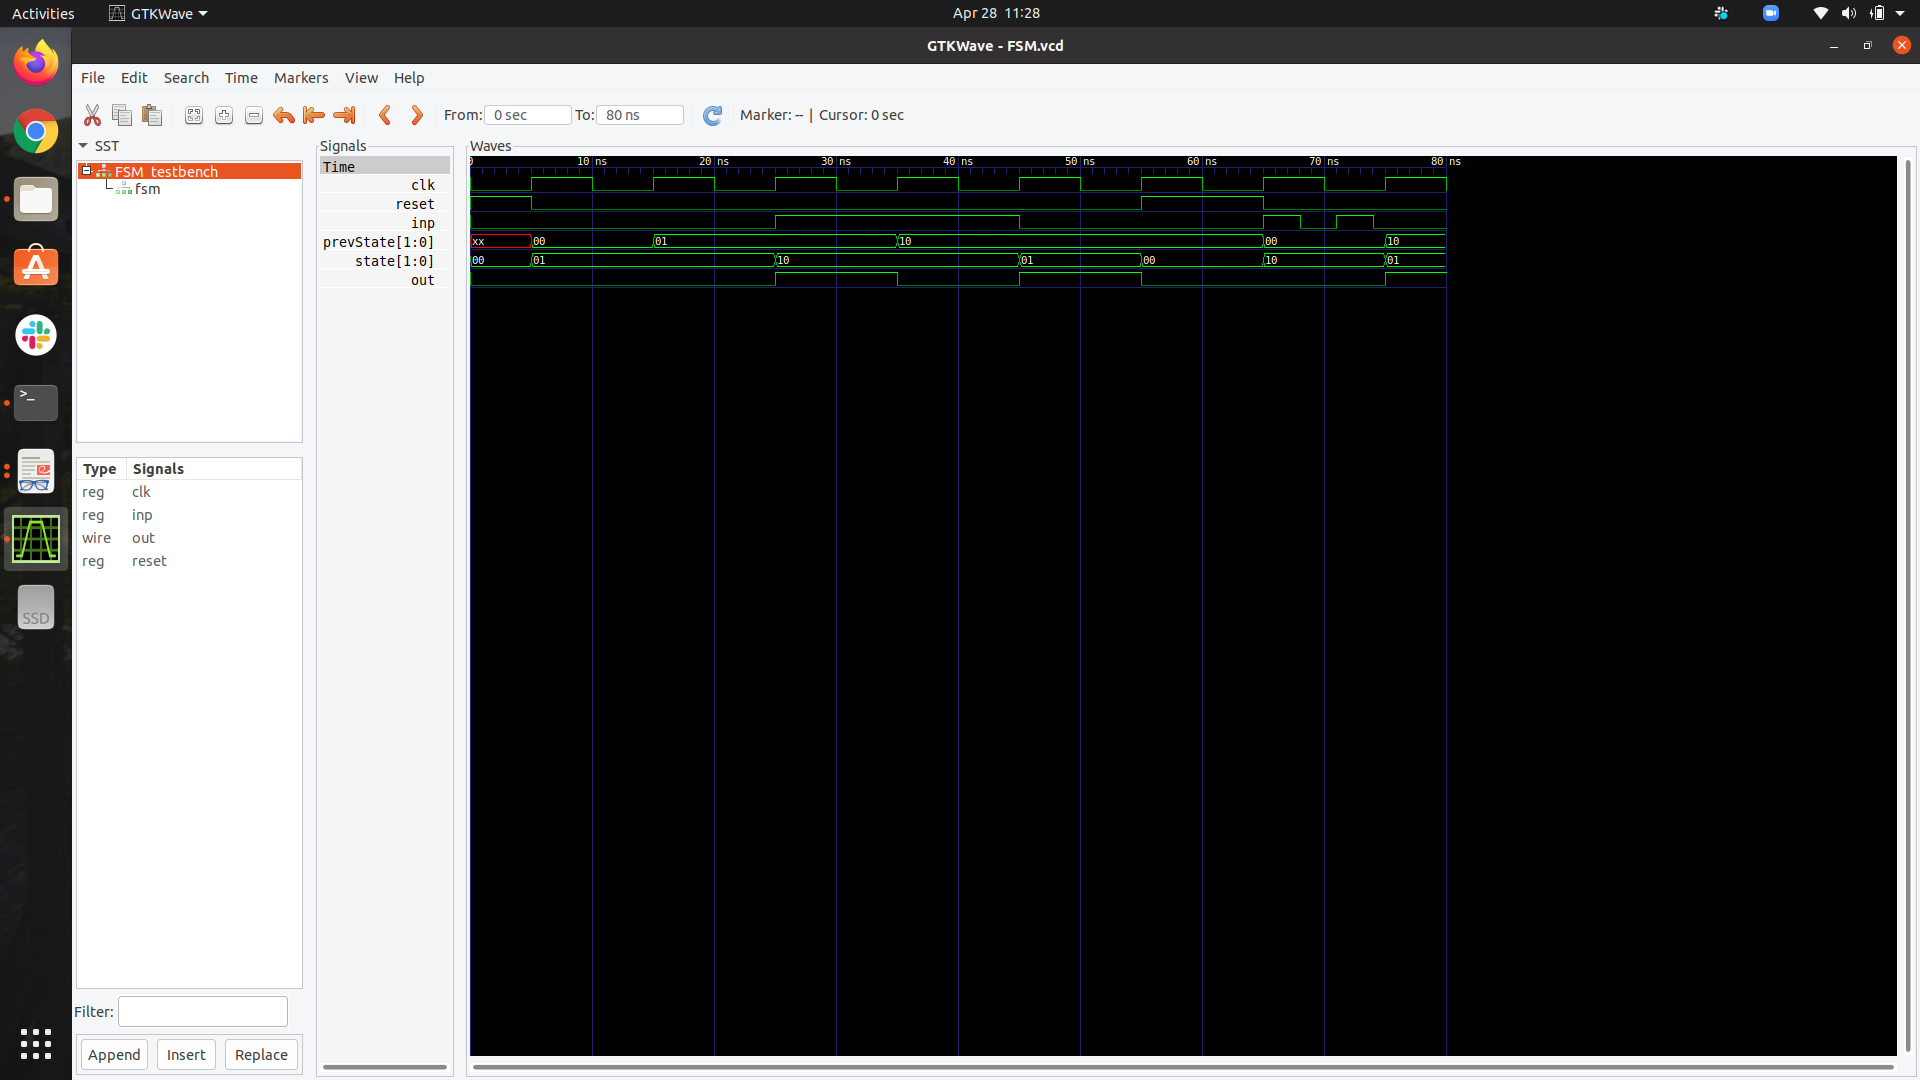 Activities GTKWave Apr 28 11:28
GTKWave - FSM.vcd
File Edit Search Time Markers View Help
From: 0 sec To: 80 ns Marker: -- | Cursor: 0 sec
SST
FSM_testbench
fsm
Type Signals
reg clk
reg inp
wire out
reg reset
Filter:
Append Insert Replace
Signals
Time
clk
reset
inp
prevState[1:0]
state[1:0]
out
Waves
0 10 ns 20 ns 30 ns 40 ns 50 ns 60 ns 70 ns 80 ns
xx 00 01 10 00 10
00 01 10 01 00 10 01
>_
SSD